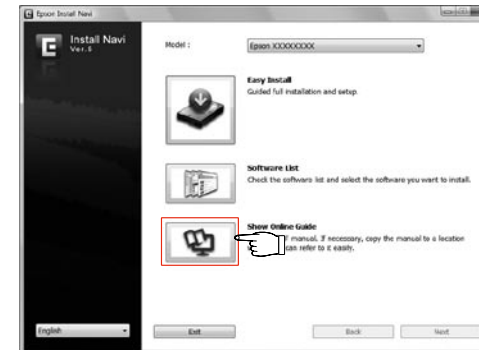 Epson Install Navi
Install Navi
Ver.6
Model :
Epson XXXXXXXX
Easy Install
Guided full installation and setup.
Software List
Check the software list and select the software you want to install.
Show Online Guide
manual. If necessary, copy the manual to a location
can refer to it easily.
English
Exit
Back
Next